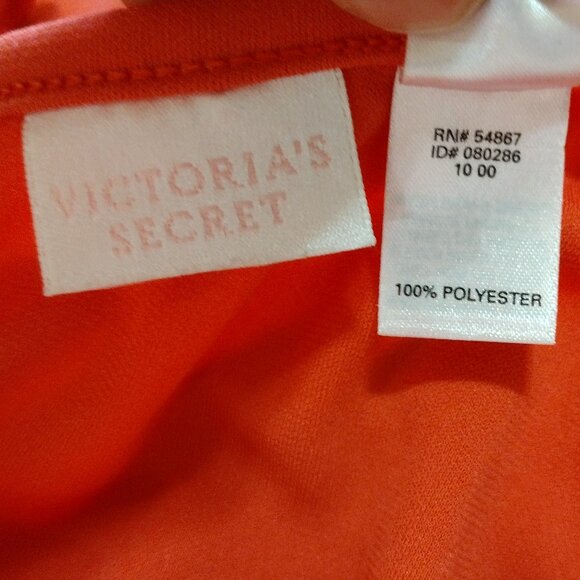 VICTORIA'S
SECRET
RN# 54867
ID# 080286
10 00
100% POLYESTER